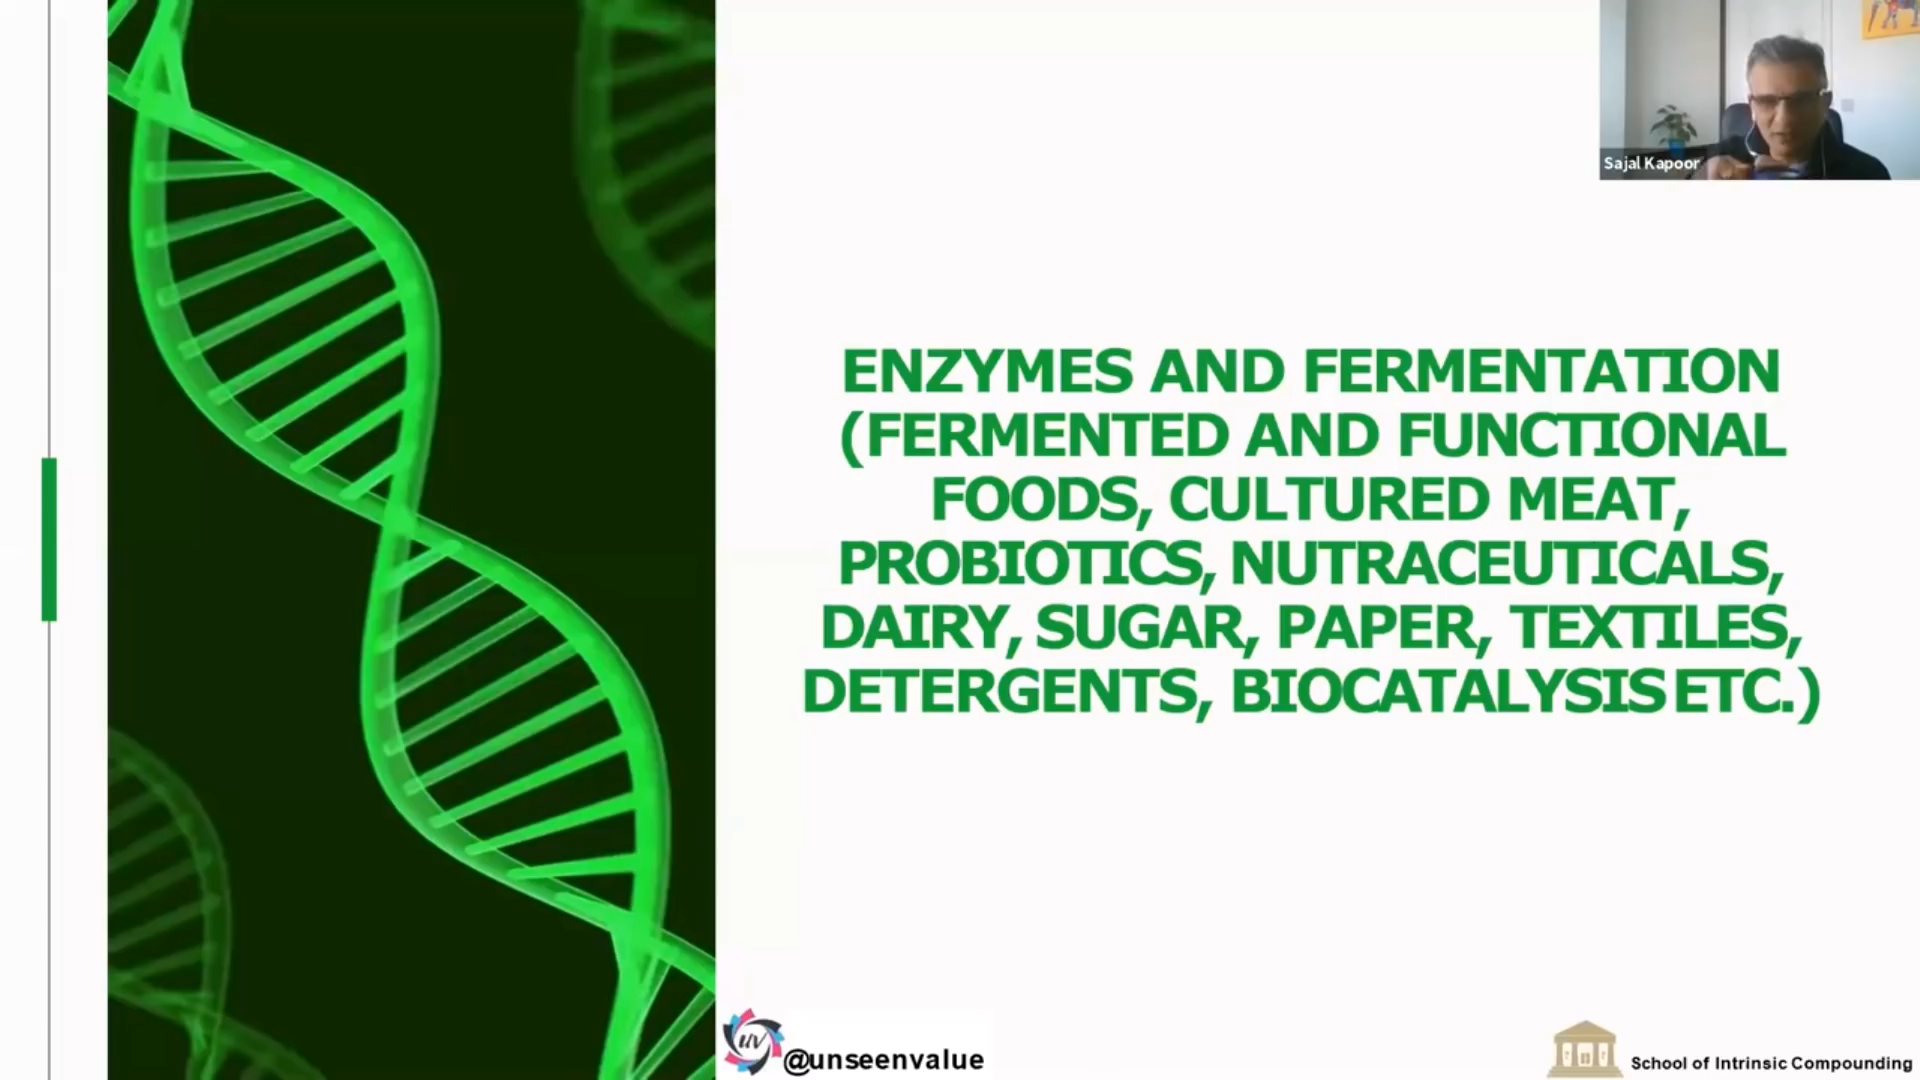 Sajal Kapoor
ENZYMES AND FERMENTATION
(FERMENTED AND FUNCTIONAL
FOODS, CULTURED MEAT,
PROBIOTICS, NUTRACEUTICALS,
DAIRY, SUGAR, PAPER, TEXTILES,
DETERGENTS, BIOCATALYSIS ETC.)
uv
@unseenvalue
School of Intrinsic Compounding